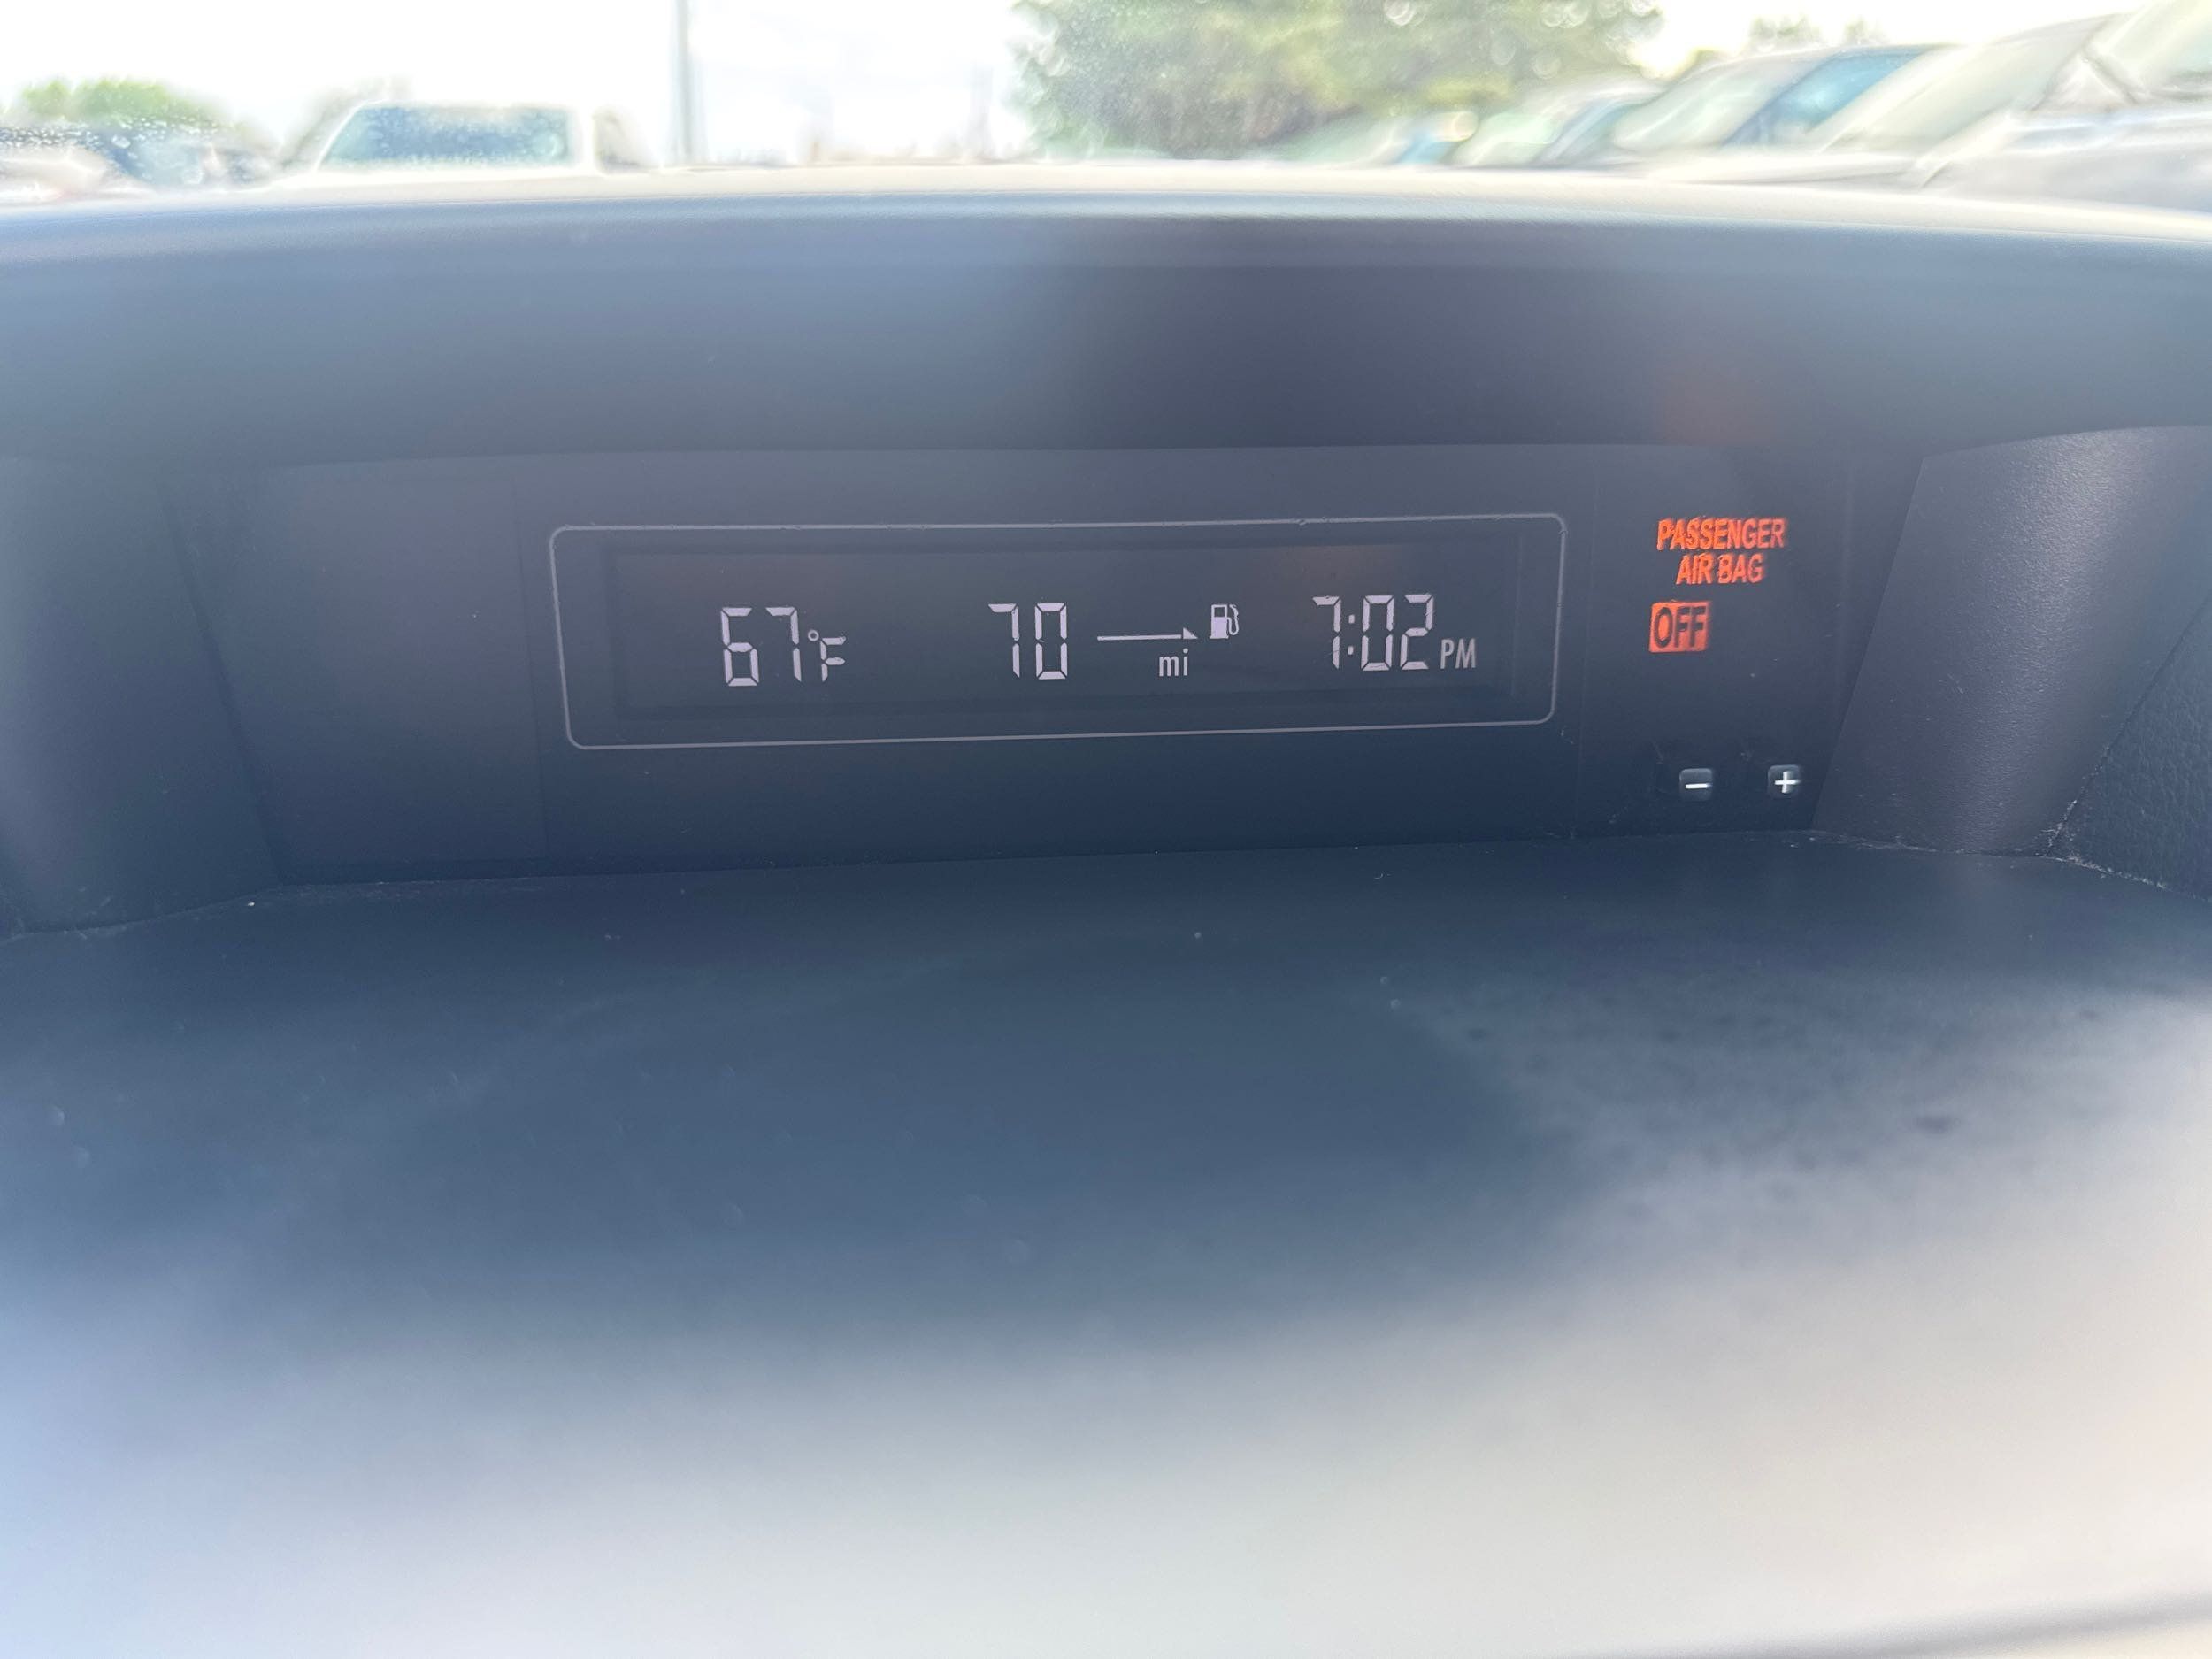 67°F 70 mi 7:02 PM
PASSENGER
AIR BAG
OFF
- +